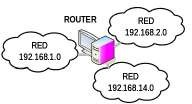 ROUTER
RED
192.168.2.0
RED
192.168.1.0
RED
192.168.14.0